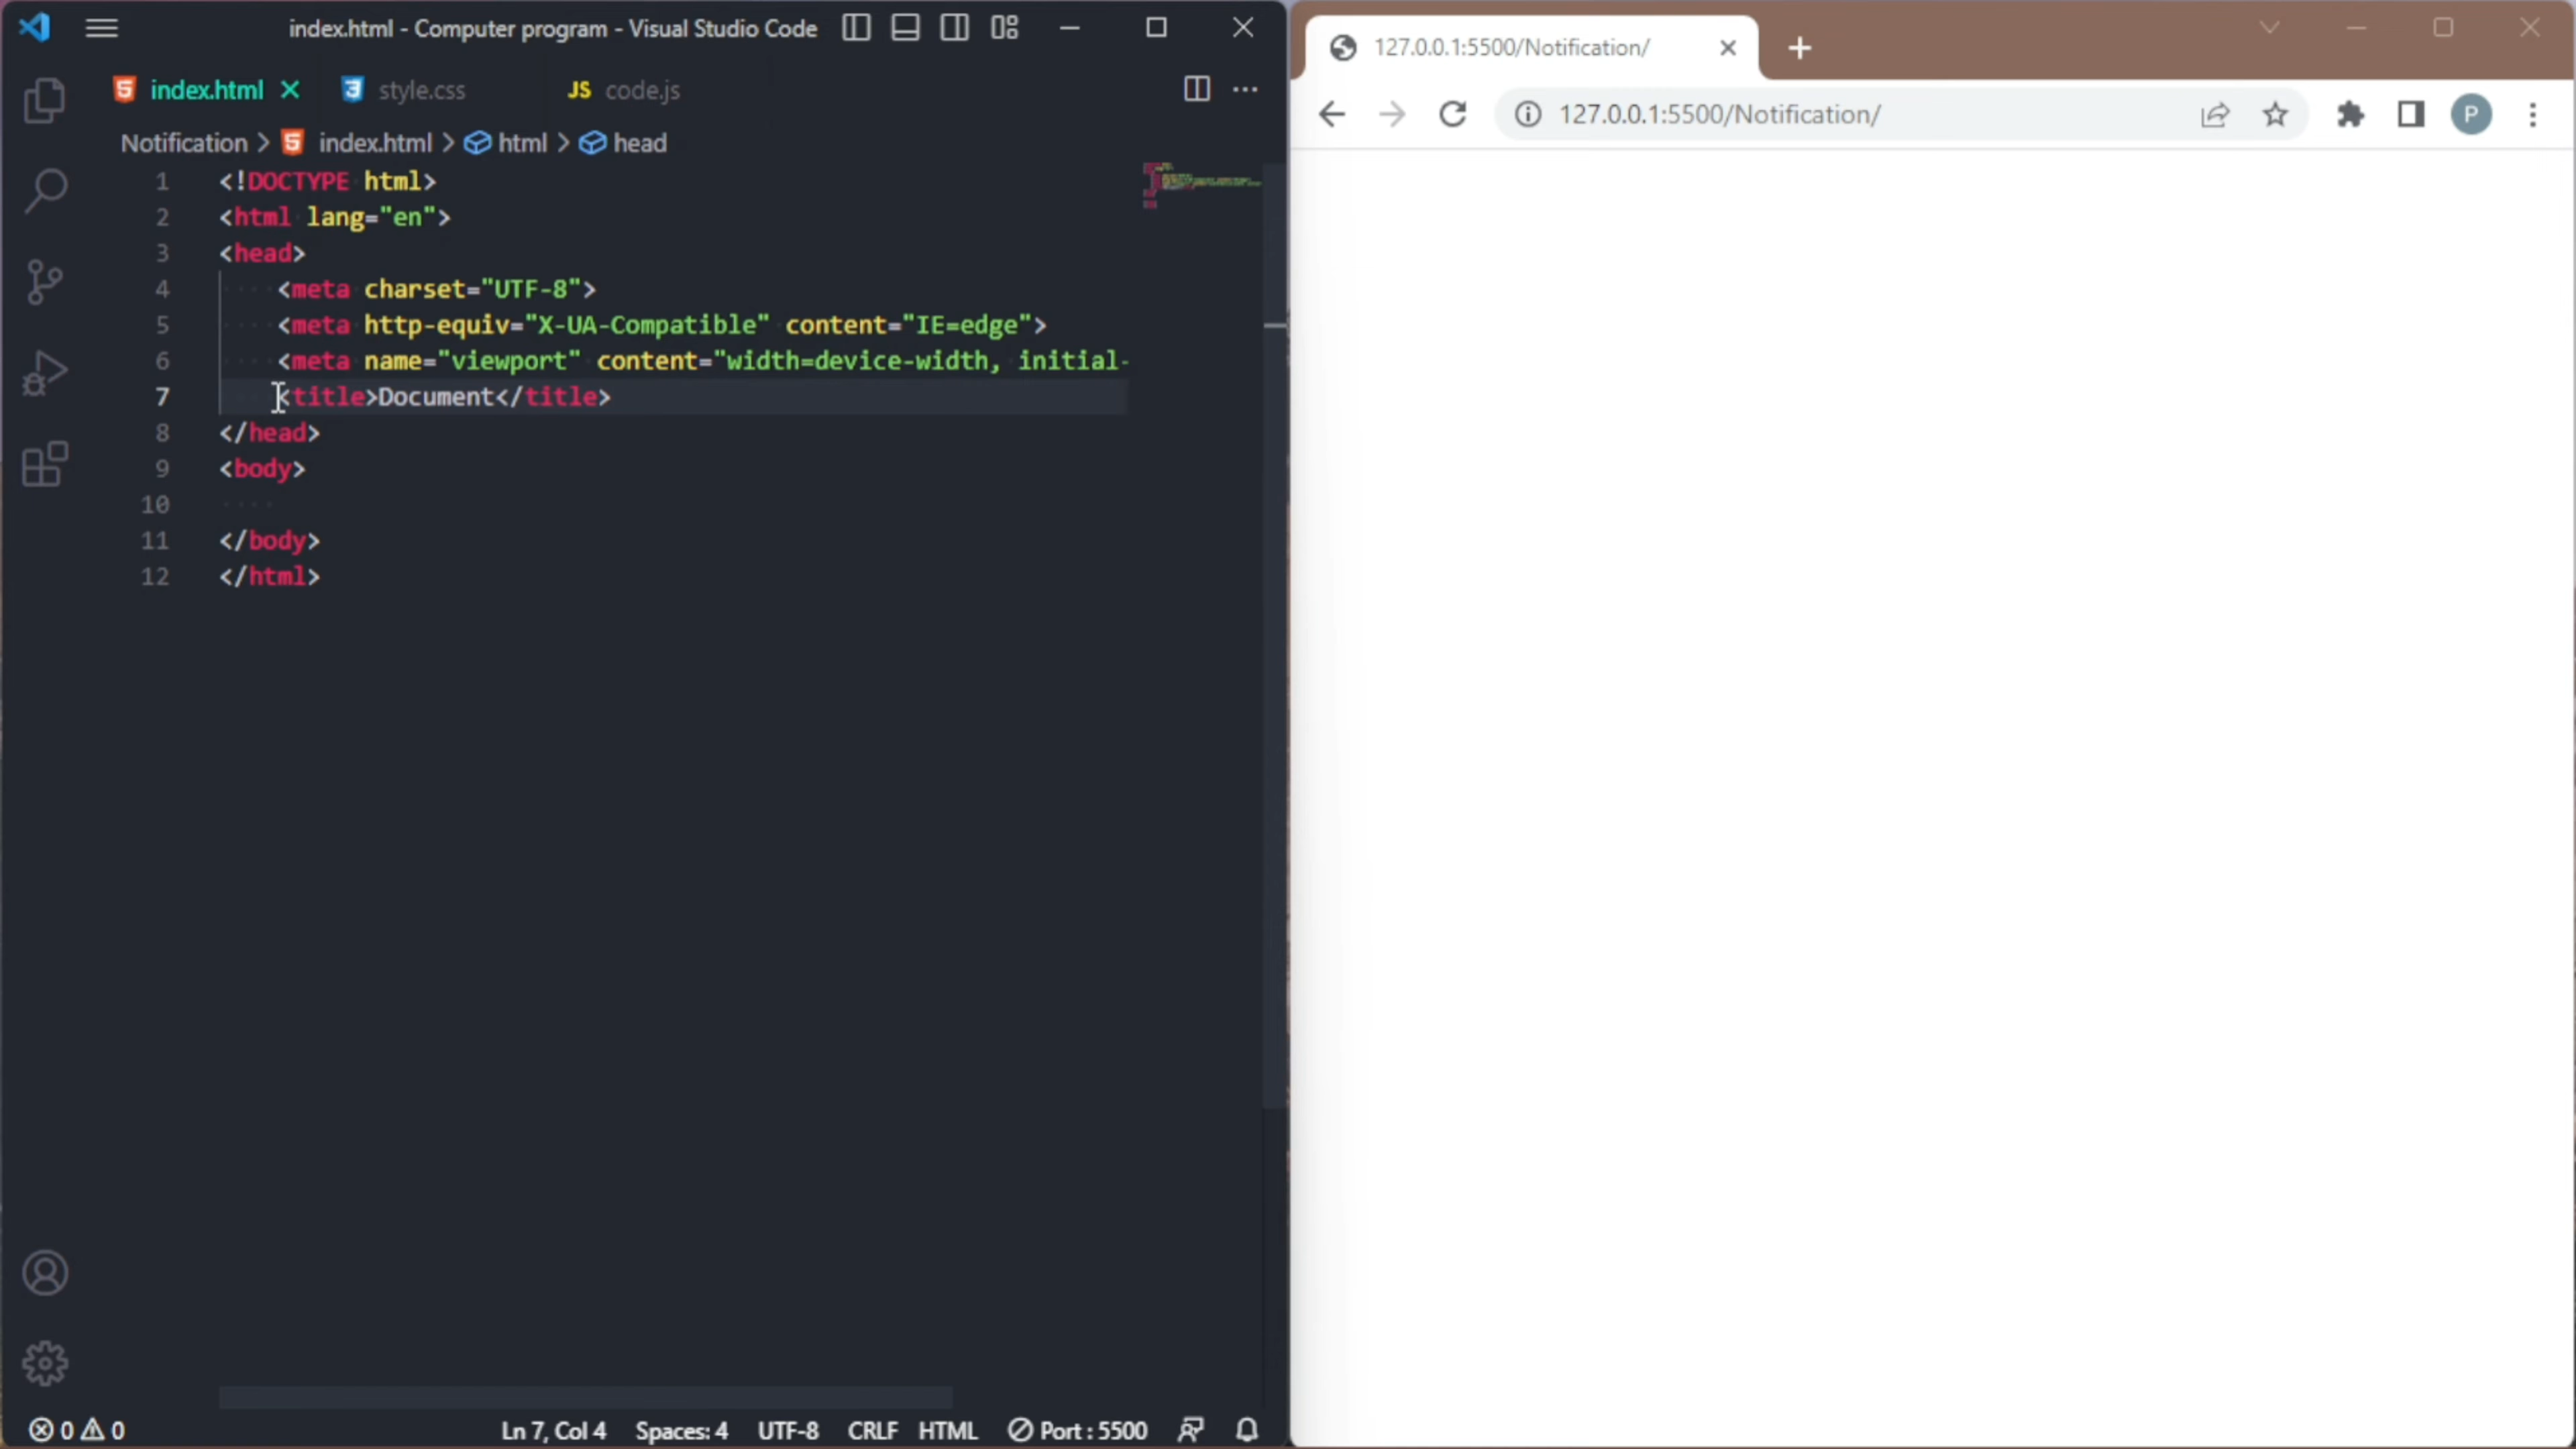 index.html - Computer program - Visual Studio Code
index.html
style.css
JS code.js
Notification > index.html > html > head
1 <!DOCTYPE html>
2 <html lang="en">
3 <head>
4 <meta charset="UTF-8">
5 <meta http-equiv="X-UA-Compatible" content="IE=edge">
6 <meta name="viewport" content="width=device-width, initial-
7 <title>Document</title>
8 </head>
9 <body>
10
11 </body>
12 </html>
0 0
Ln 7, Col 4
Spaces: 4
UTF-8
CRLF
HTML
Port : 5500
127.0.0.1:5500/Notification/
127.0.0.1:5500/Notification/
P